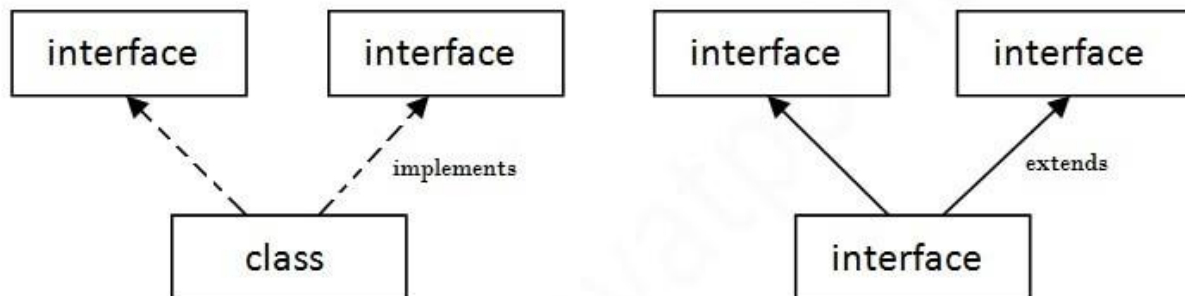 interface interface interface interface
implements extends
class interface